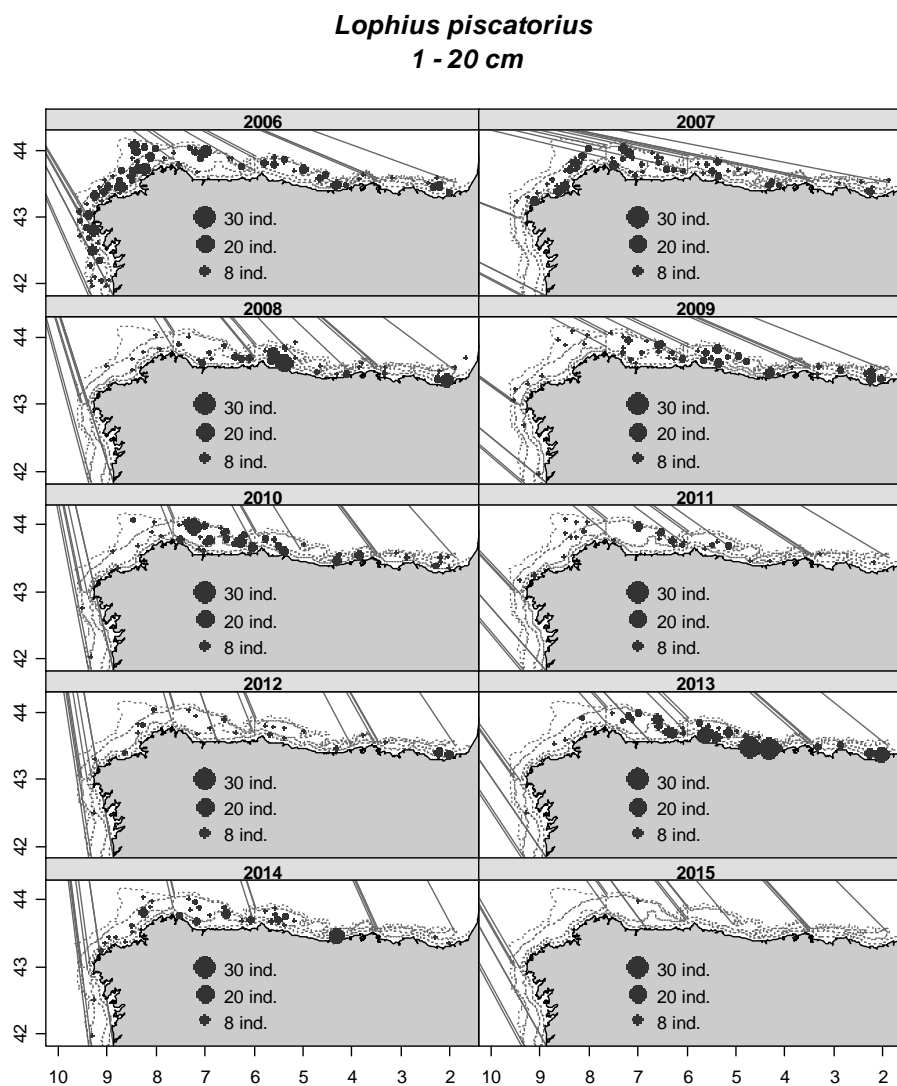 Lophius piscatorius
1 - 20 cm
2006 2007
44
43
42
30 ind. 30 ind.
20 ind. 20 ind.
8 ind. 8 ind.
2008 2009
44
43
42
30 ind. 30 ind.
20 ind. 20 ind.
8 ind. 8 ind.
2010 2011
44
43
42
30 ind. 30 ind.
20 ind. 20 ind.
8 ind. 8 ind.
2012 2013
44
43
42
30 ind. 30 ind.
20 ind. 20 ind.
8 ind. 8 ind.
2014 2015
44
43
42
30 ind. 30 ind.
20 ind. 20 ind.
8 ind. 8 ind.
10 9 8 7 6 5 4 3 2 10 9 8 7 6 5 4 3 2